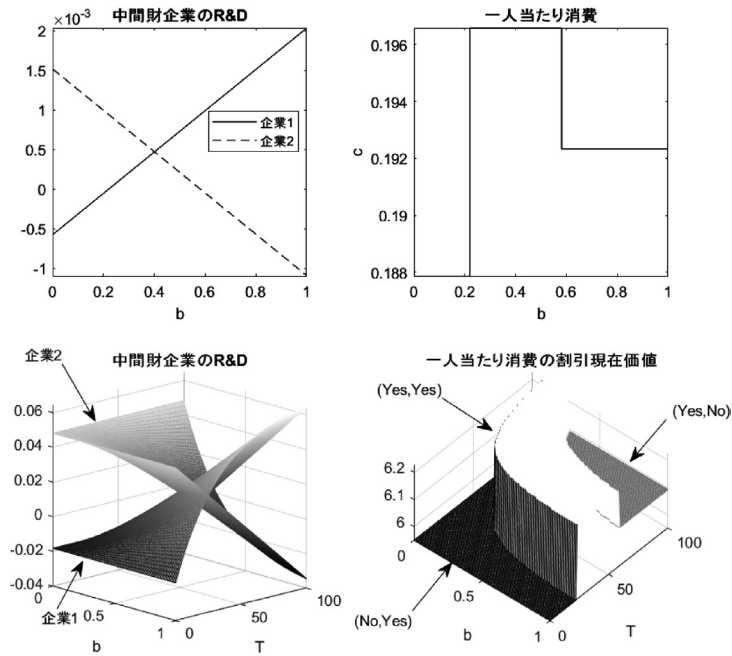 中間財企業のR&D
×10⁻³
2
1.5
1
0.5
0
-0.5
-1
0
0.2
0.4
0.6
0.8
1
b
企業1
企業2
一人当たり消費
0.196
0.194
0.192
0.19
0.188
c
0
0.2
0.4
0.6
0.8
1
b
中間財企業のR&D
企業2
0.06
0.04
0.02
0
-0.02
-0.04
企業1
0
0.5
1
b
0
50
100
T
一人当たり消費の割引現在価値
(Yes,Yes)
(Yes,No)
6.2
6.1
6
(No,Yes)
0
0.5
1
b
0
50
100
T